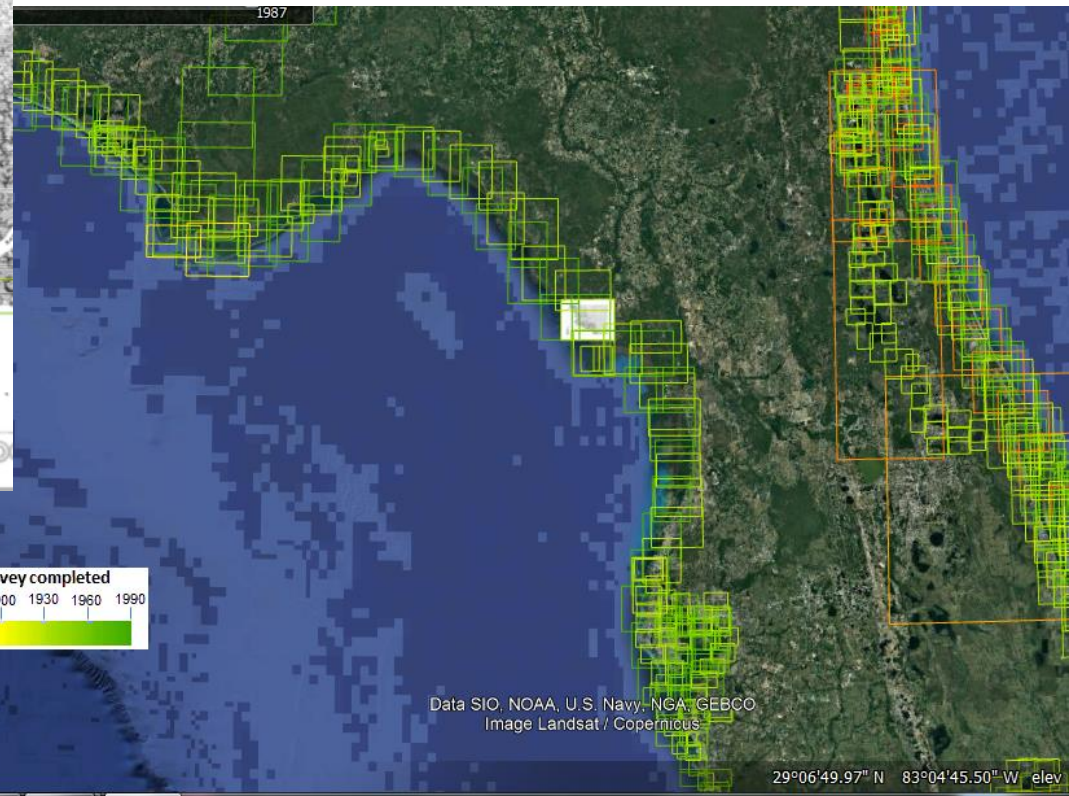 1987
vey completed
00 1930 1960 1990
Data SIO, NOAA, U.S. Navy, NGA, GEBCO
Image Landsat / Copernicus
29°06'49.97" N 83°04'45.50" W elev